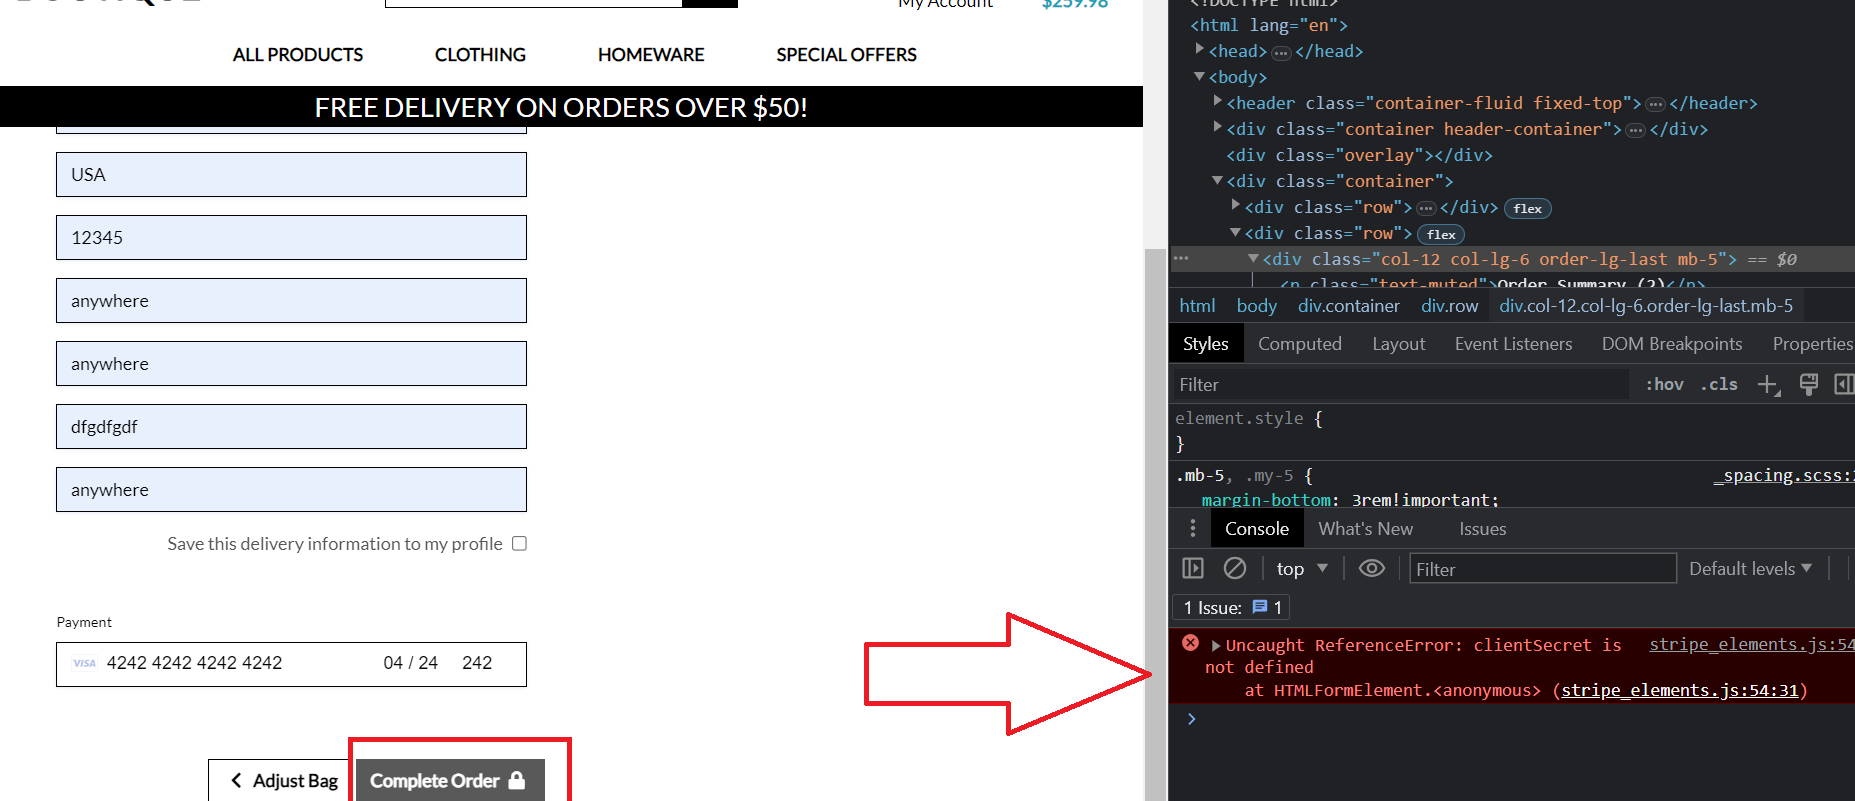 My Account
$259.98
ALL PRODUCTS CLOTHING HOMEWARE SPECIAL OFFERS
FREE DELIVERY ON ORDERS OVER $50!
USA
12345
anywhere
anywhere
dfgdfgdf
anywhere
Save this delivery information to my profile
Payment
VISA 4242 4242 4242 4242 04 / 24 242
Adjust Bag
Complete Order
<!DOCTYPE html>
<html lang="en">
<head> ... </head>
<body>
<header class="container-fluid fixed-top"> ... </header>
<div class="container header-container"> ... </div>
<div class="overlay"></div>
<div class="container">
<div class="row"> ... </div> flex
<div class="row"> flex
... <div class="col-12 col-lg-6 order-lg-last mb-5"> == $0
<p class="text-muted">Order Summary (2)</p>
html body div.container div.row div.col-12.col-lg-6.order-lg-last.mb-5
Styles Computed Layout Event Listeners DOM Breakpoints Properties
Filter :hov .cls
element.style {
}
.mb-5, .my-5 { _spacing.scss:
margin-bottom: 3rem!important;
Console What's New Issues
top Filter Default levels
1 Issue: 1
Uncaught ReferenceError: clientSecret is stripe_elements.js:54
not defined
at HTMLFormElement.<anonymous> (stripe_elements.js:54:31)